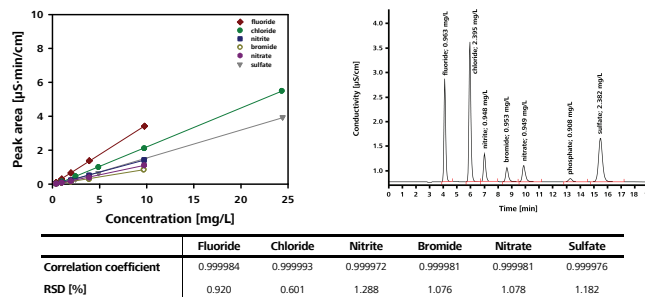 Peak area [µS·min/cm]
10
8
6
4
2
0
0
5
10
15
20
25
Concentration [mg/L]
fluoride
chloride
nitrite
bromide
nitrate
sulfate
Conductivity [µS/cm]
4.0
3.5
3.0
2.5
2.0
1.5
1.0
fluoride; 0.963 mg/L
chloride; 2.395 mg/L
nitrite; 0.948 mg/L
bromide; 0.953 mg/L
nitrate; 0.949 mg/L
phosphate; 0.908 mg/L
sulfate; 2.382 mg/L
0 1 2 3 4 5 6 7 8 9 10 11 12 13 14 15 16 17 18
Time [min]
Fluoride Chloride Nitrite Bromide Nitrate Sulfate
Correlation coefficient 0.999984 0.999993 0.999972 0.999981 0.999981 0.999976
RSD [%] 0.920 0.601 1.288 1.076 1.078 1.182